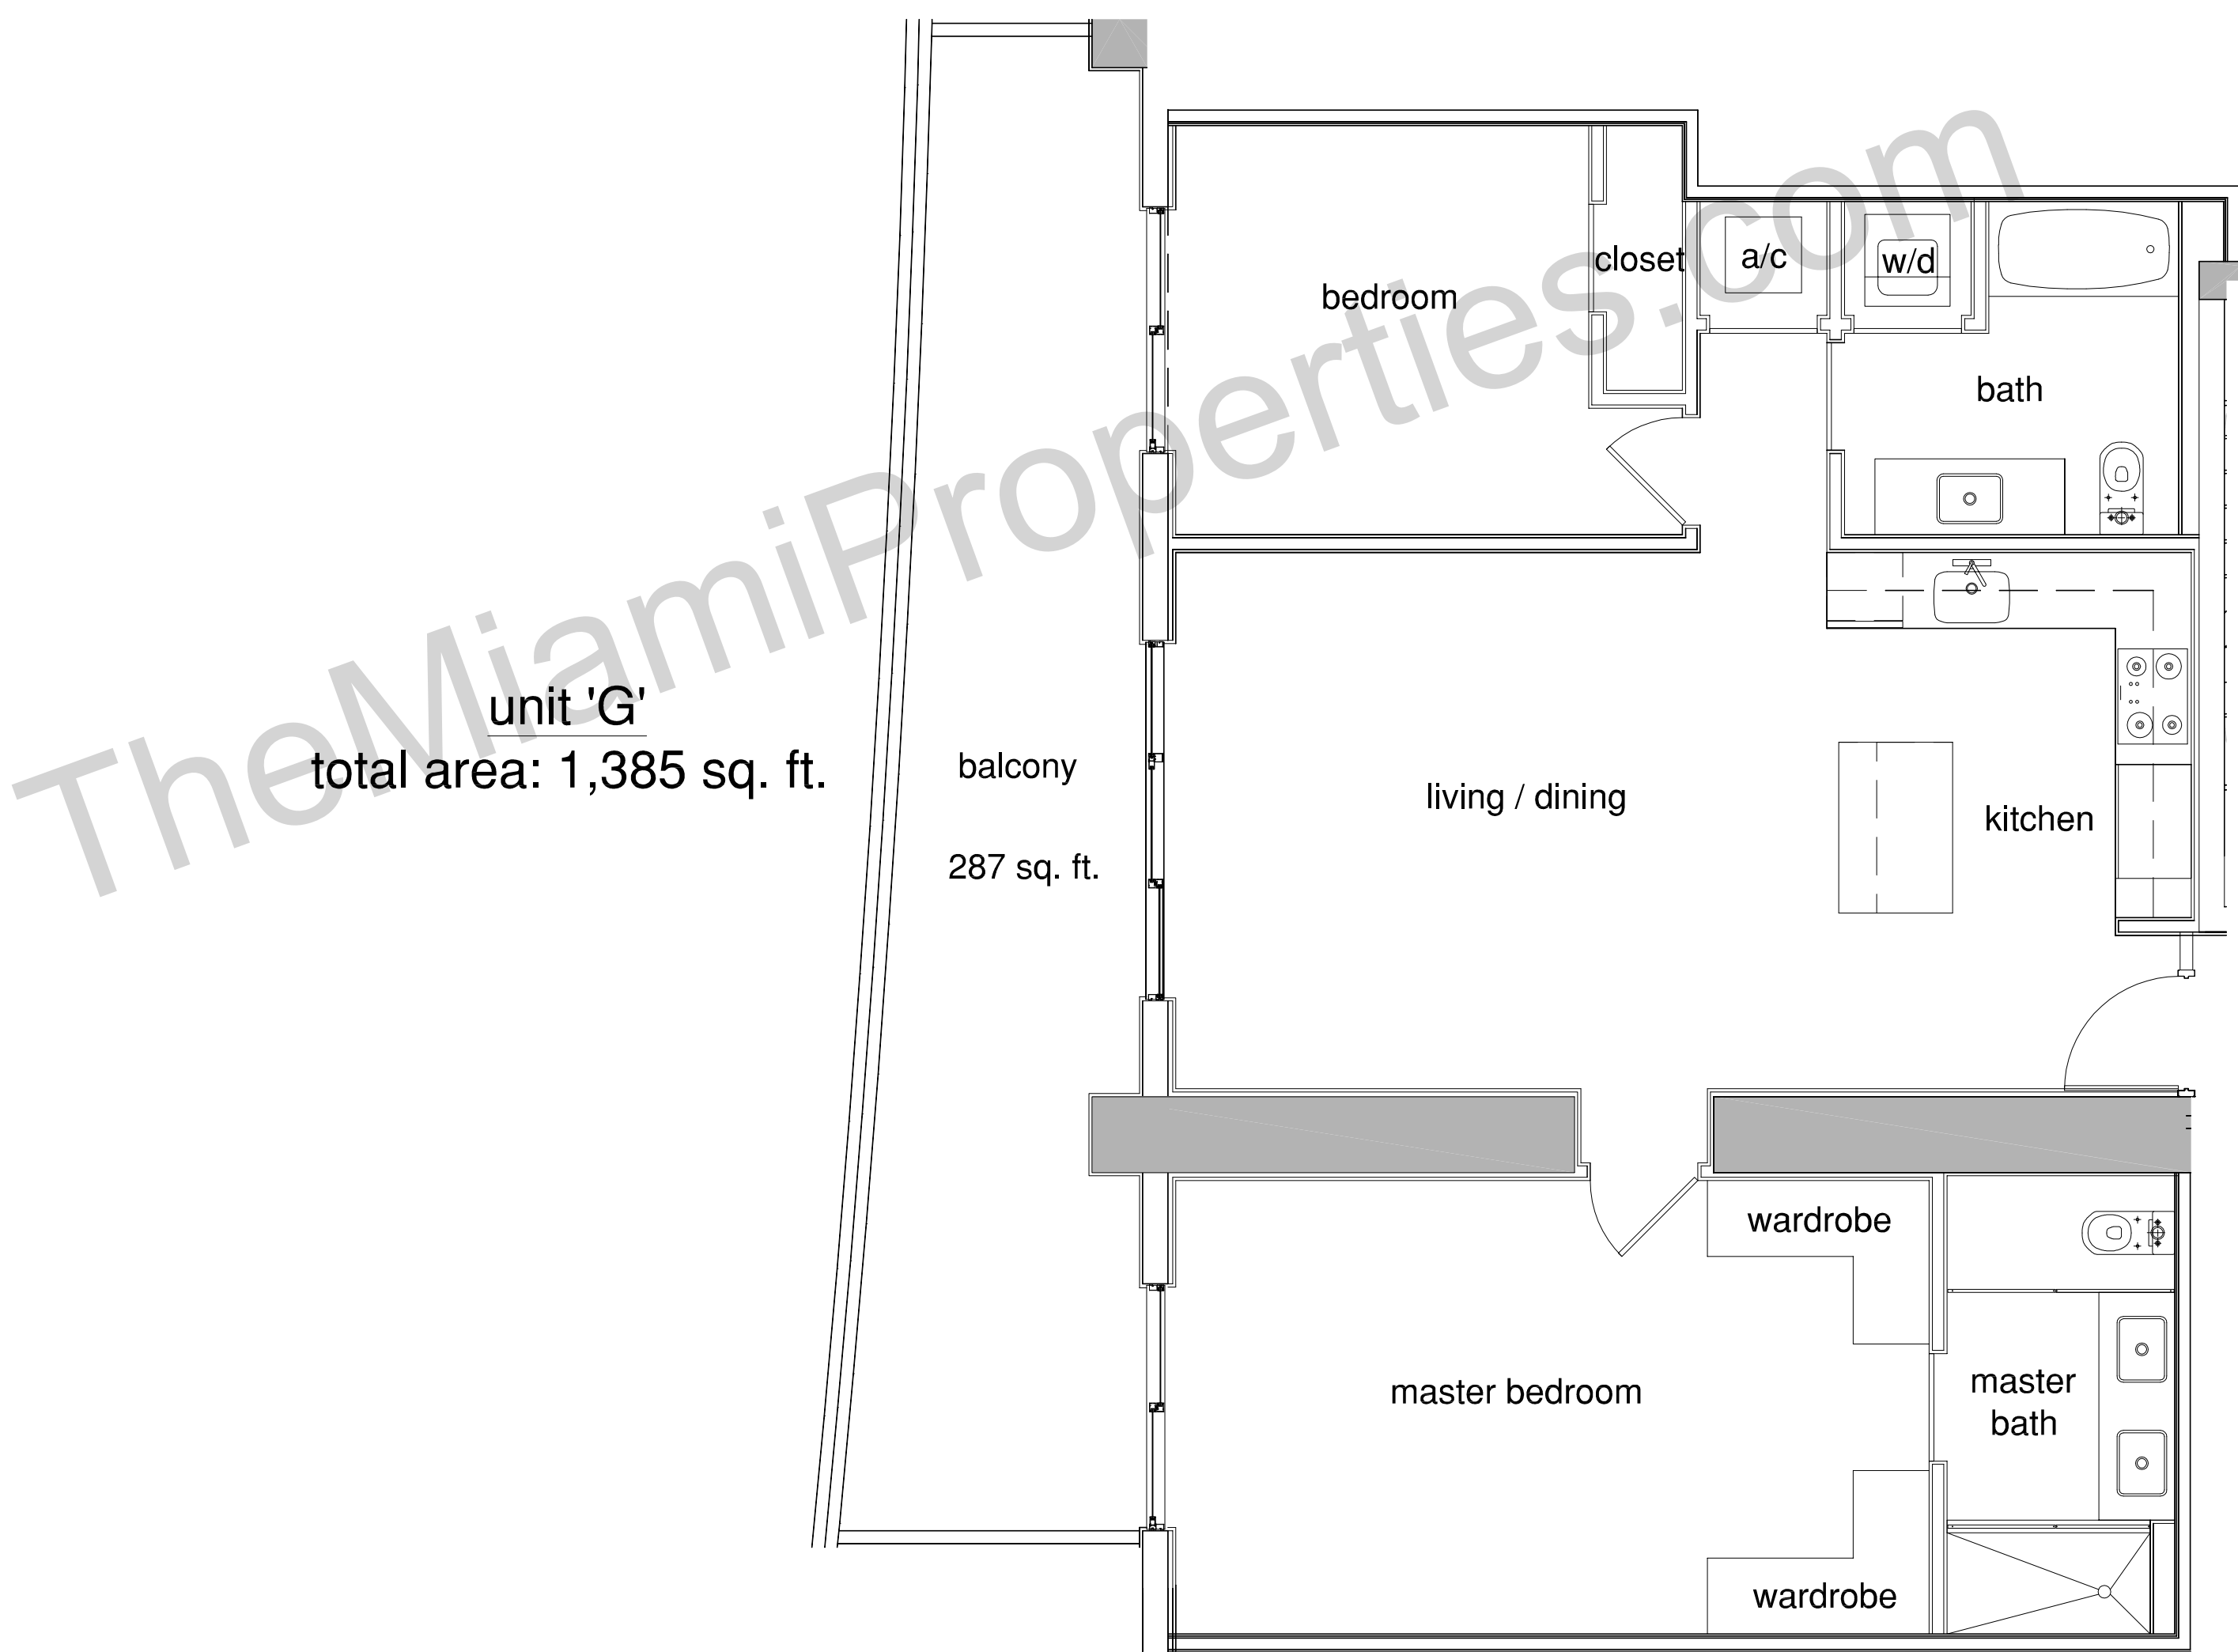 TheMiamiProperties.com
unit 'G'
total area: 1,385 sq. ft.
balcony
287 sq. ft.
bedroom
closet
a/c
w/d
bath
living / dining
kitchen
wardrobe
master bedroom
master
bath
wardrobe